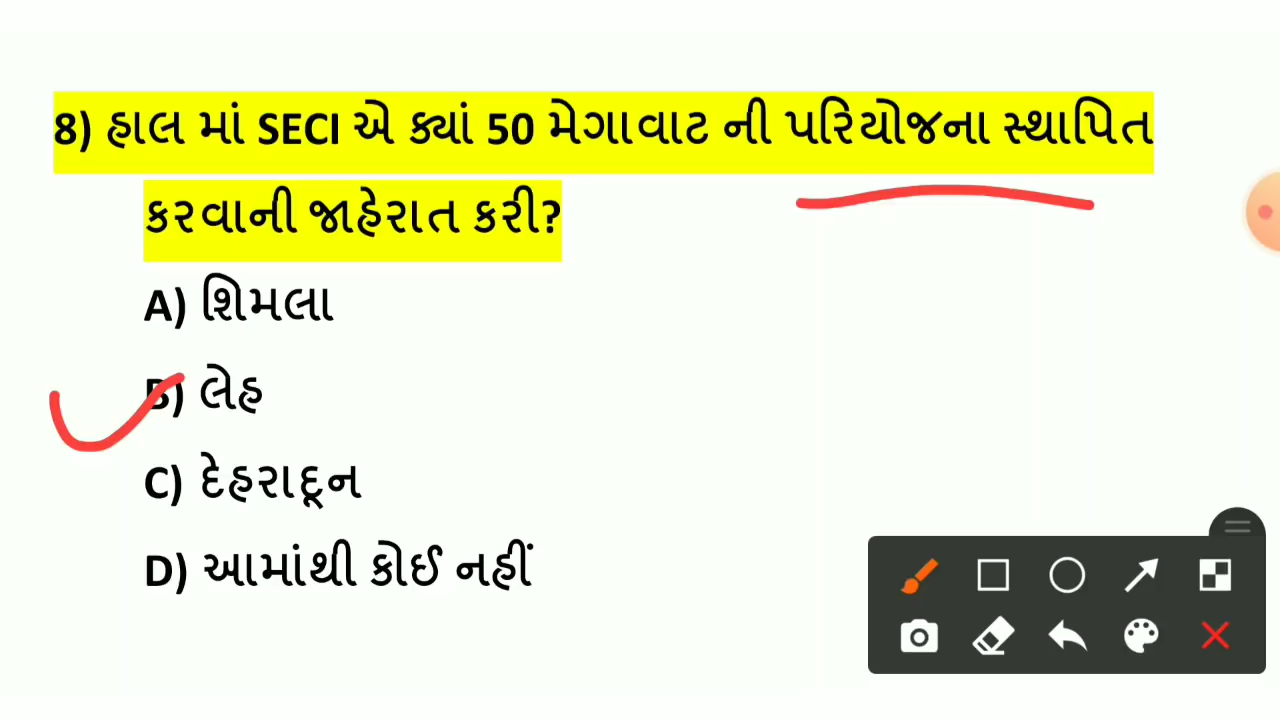 8) હાલ માં SECI એ ક્યાં 50 મેગાવાટ ની પરિયોજના સ્થાપિત
કરવાની જાહેરાત કરી?
A) શિમલા
B) લેહ
C) દેહરાદૂન
D) આમાંથી કોઈ નહીં